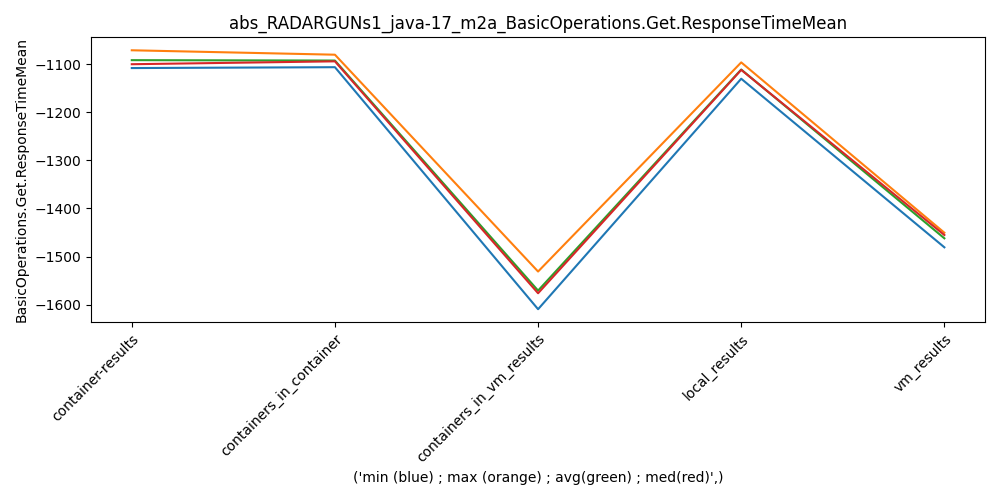 abs_RADARGUNs1_java-17_m2a_BasicOperations.Get.ResponseTimeMean
BasicOperations.Get.ResponseTimeMean
−1100
−1200
−1300
−1400
−1500
−1600
container-results
containers_in_container
containers_in_vm_results
local_results
vm_results
('min (blue) ; max (orange) ; avg(green) ; med(red)',)